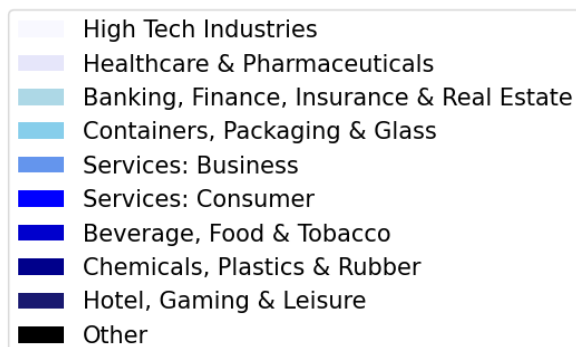 High Tech Industries
Healthcare & Pharmaceuticals
Banking, Finance, Insurance & Real Estate
Containers, Packaging & Glass
Services: Business
Services: Consumer
Beverage, Food & Tobacco
Chemicals, Plastics & Rubber
Hotel, Gaming & Leisure
Other